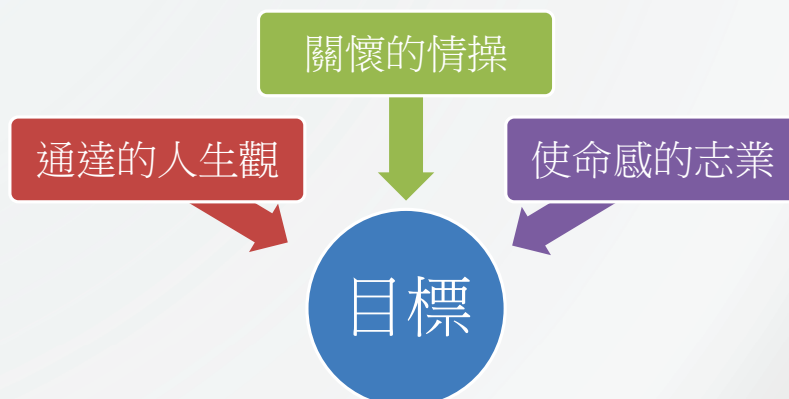 關懷的情操
通達的人生觀
使命感的志業
目標